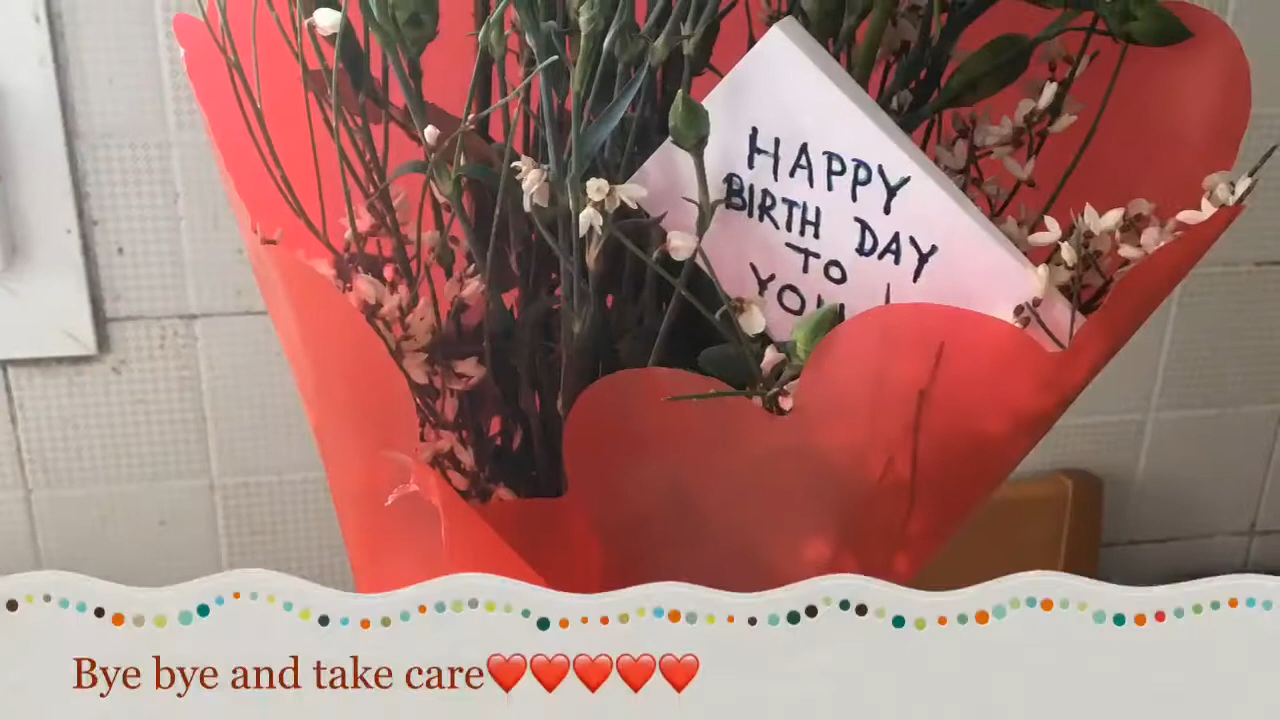 HAPPY
BIRTH DAY
TO
YOU !
Bye bye and take care❤️❤️❤️❤️❤️